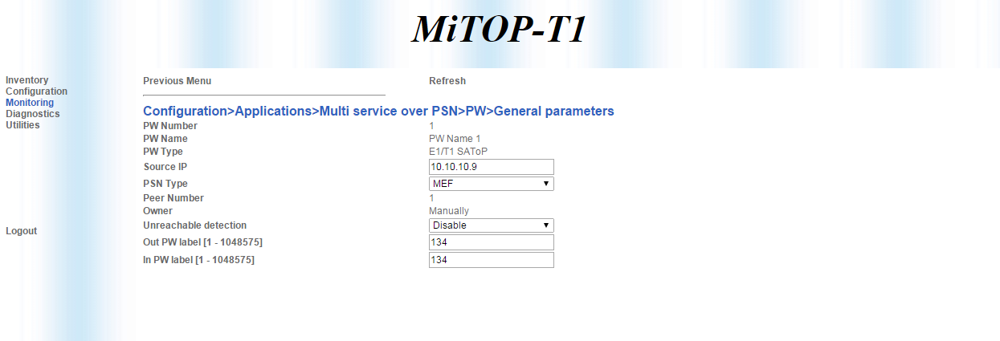 MiTOP-T1
Inventory
Configuration
Monitoring
Diagnostics
Utilities
Logout
Previous Menu Refresh
Configuration>Applications>Multi service over PSN>PW>General parameters
PW Number 1
PW Name PW Name 1
PW Type E1/T1 SAToP
Source IP 10.10.10.9
PSN Type MEF
Peer Number 1
Owner Manually
Unreachable detection Disable
Out PW label [1 - 1048575] 134
In PW label [1 - 1048575] 134